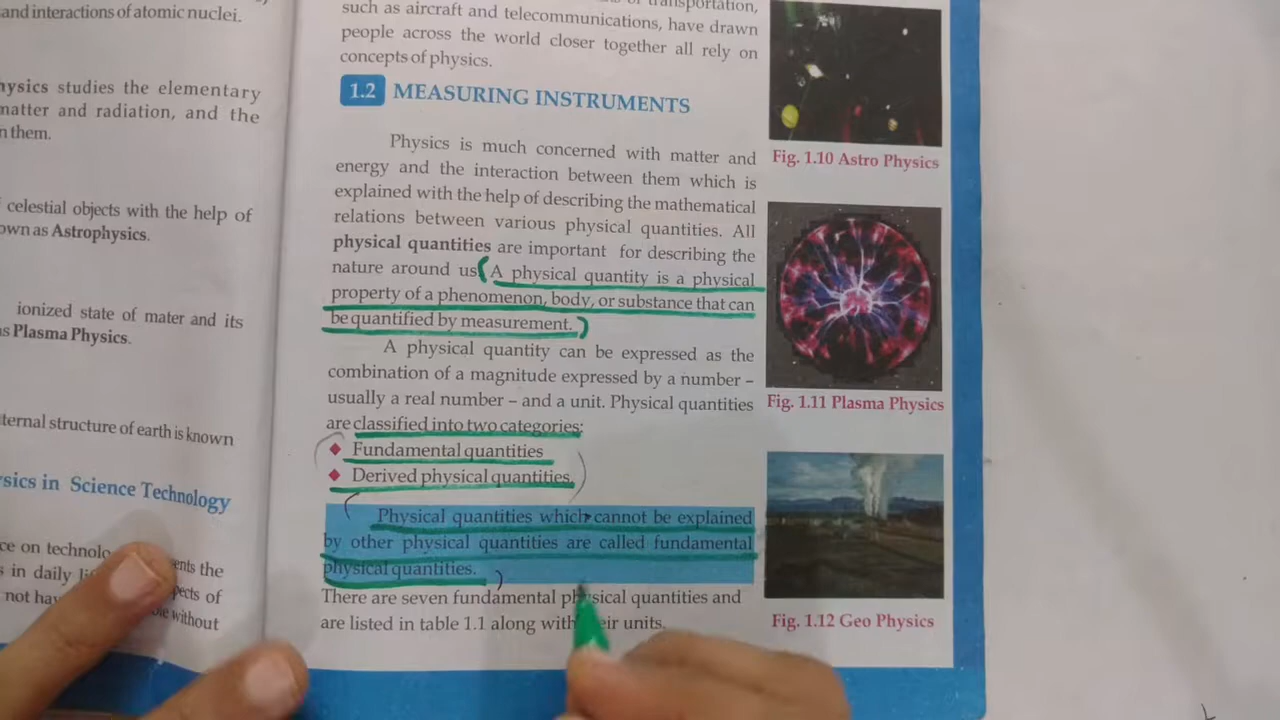 and interactions of atomic nuclei.
studies the elementary
matter and radiation, and the
them.
celestial objects with the help of
as Astrophysics.
ionized state of mater and its
as Plasma Physics.
structure of earth is known
in Science Technology
on
the
in daily
of
not
without
such as aircraft and telecommunications, have drawn
people across the world closer together all rely on
concepts of physics.
1.2 MEASURING INSTRUMENTS
Physics is much concerned with matter and
energy and the interaction between them which is
explained with the help of describing the mathematical
relations between various physical quantities. All
physical quantities are important for describing the
nature around us. A physical quantity is a physical
property of a phenomenon, body, or substance that can
be quantified by measurement.
A physical quantity can be expressed as the
combination of a magnitude expressed by a number –
usually a real number – and a unit. Physical quantities
are classified into two categories:
Fundamental quantities
Derived physical quantities.
Physical quantities which cannot be explained
by other physical quantities are called fundamental
physical quantities.
There are seven fundamental physical quantities and
are listed in table 1.1 along with their units.
Fig. 1.10 Astro Physics
Fig. 1.11 Plasma Physics
Fig. 1.12 Geo Physics